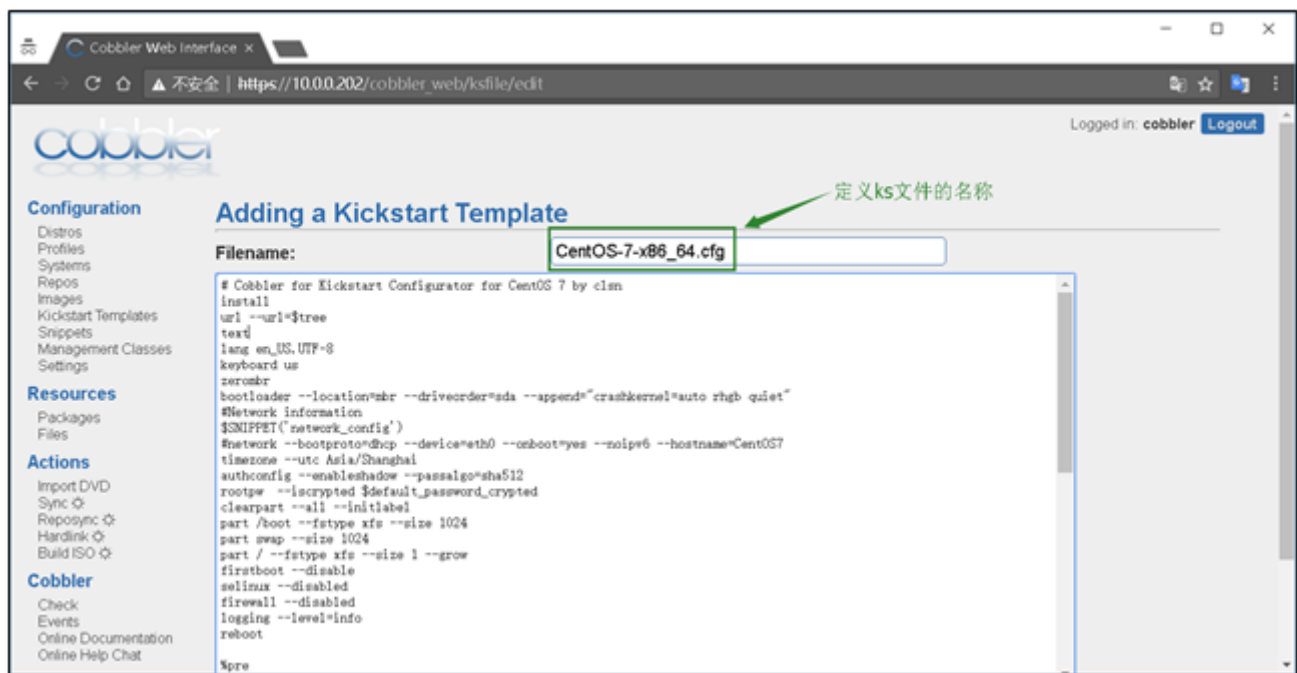 Cobbler Web Interface ×
不安全 | https://10.0.0.202/cobbler_web/ksfile/edit
cobbler
Logged in: cobbler Logout
定义ks文件的名称
Configuration
Distros
Profiles
Systems
Repos
Images
Kickstart Templates
Snippets
Management Classes
Settings
Resources
Packages
Files
Actions
Import DVD
Sync
Reposync
Hardlink
Build ISO
Cobbler
Check
Events
Online Documentation
Online Help Chat
Adding a Kickstart Template
Filename: CentOS-7-x86_64.cfg
# Cobbler for Kickstart Configurator for CentOS 7 by clsn
install
url --url=$tree
text
lang en_US.UTF-8
keyboard us
zerombr
bootloader --location=mbr --driveorder=sda --append="crashkernel=auto rhgb quiet"
#Network information
$SNIPPET('network_config')
#network --bootproto=dhcp --device=eth0 --onboot=yes --noipv6 --hostname=CentOS7
timezone --utc Asia/Shanghai
authconfig --enableshadow --passalgo=sha512
rootpw  --iscrypted $default_password_crypted
clearpart --all --initlabel
part /boot --fstype xfs --size 1024
part swap --size 1024
part / --fstype xfs --size 1 --grow
firstboot --disable
selinux --disabled
firewall --disabled
logging --level=info
reboot
%pre